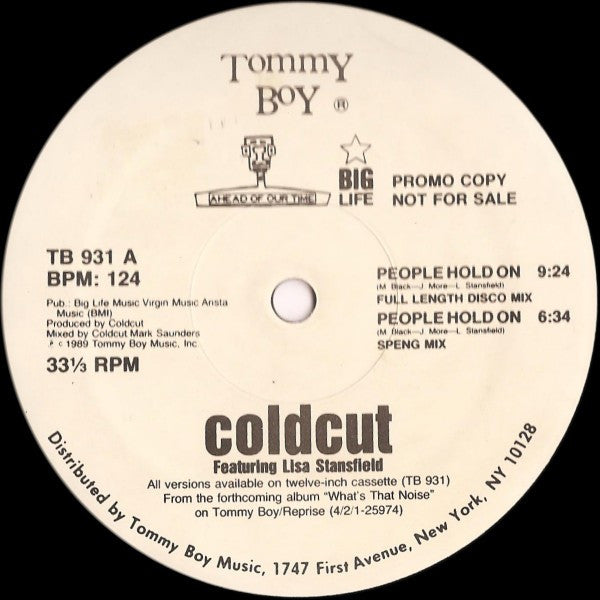 Tommy
Boy ®
AHEAD OF OUR TIME
BIG
LIFE
PROMO COPY
NOT FOR SALE
TB 931 A
BPM: 124
Pub.: Big Life Music Virgin Music Arista
Music (BMI)
Produced by Coldcut
Mixed by Coldcut Mark Saunders
℗ © 1989 Tommy Boy Music, Inc.
33⅓ RPM
PEOPLE HOLD ON 9:24
(M. Black—J. More—L. Stansfield)
FULL LENGTH DISCO MIX
PEOPLE HOLD ON 6:34
(M. Black—J. More—L. Stansfield)
SPENG MIX
coldcut
Featuring Lisa Stansfield
All versions available on twelve-inch cassette (TB 931)
From the forthcoming album "What's That Noise"
on Tommy Boy/Reprise (4/2/1-25974)
Distributed by Tommy Boy Music, 1747 First Avenue, New York, NY 10128